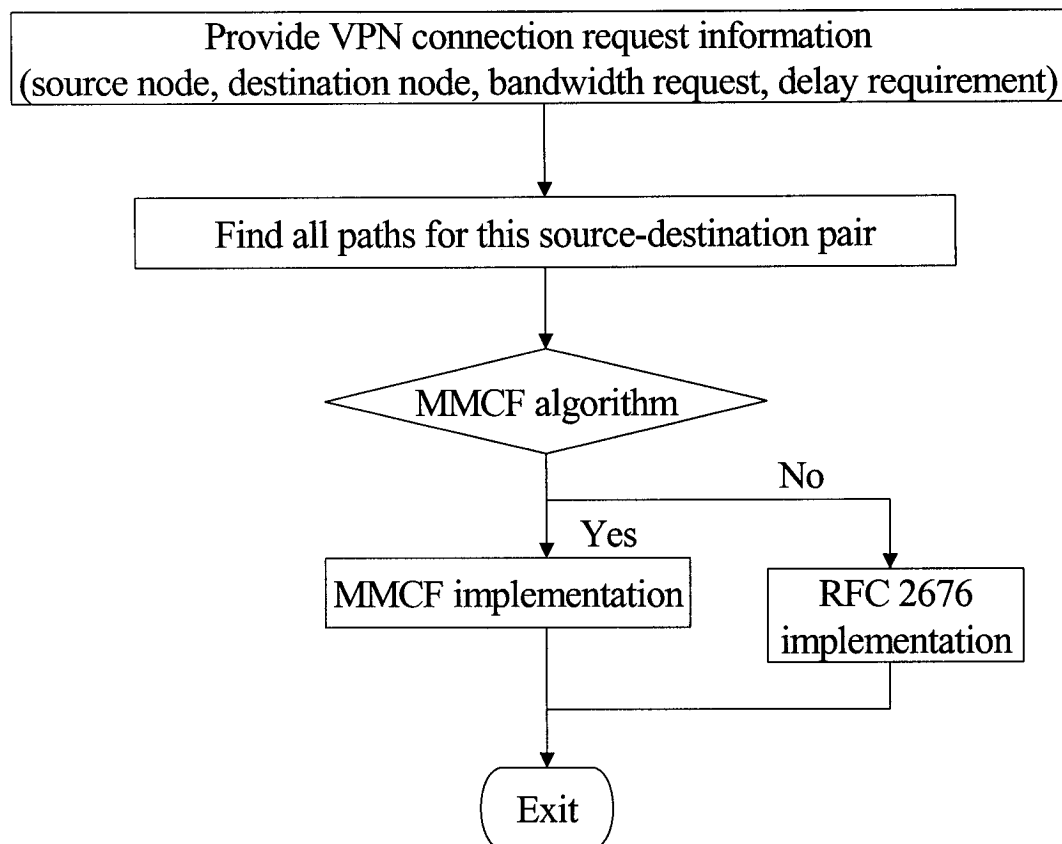 Provide VPN connection request information
(source node, destination node, bandwidth request, delay requirement)
Find all paths for this source-destination pair
MMCF algorithm
No
Yes
MMCF implementation
RFC 2676
implementation
Exit